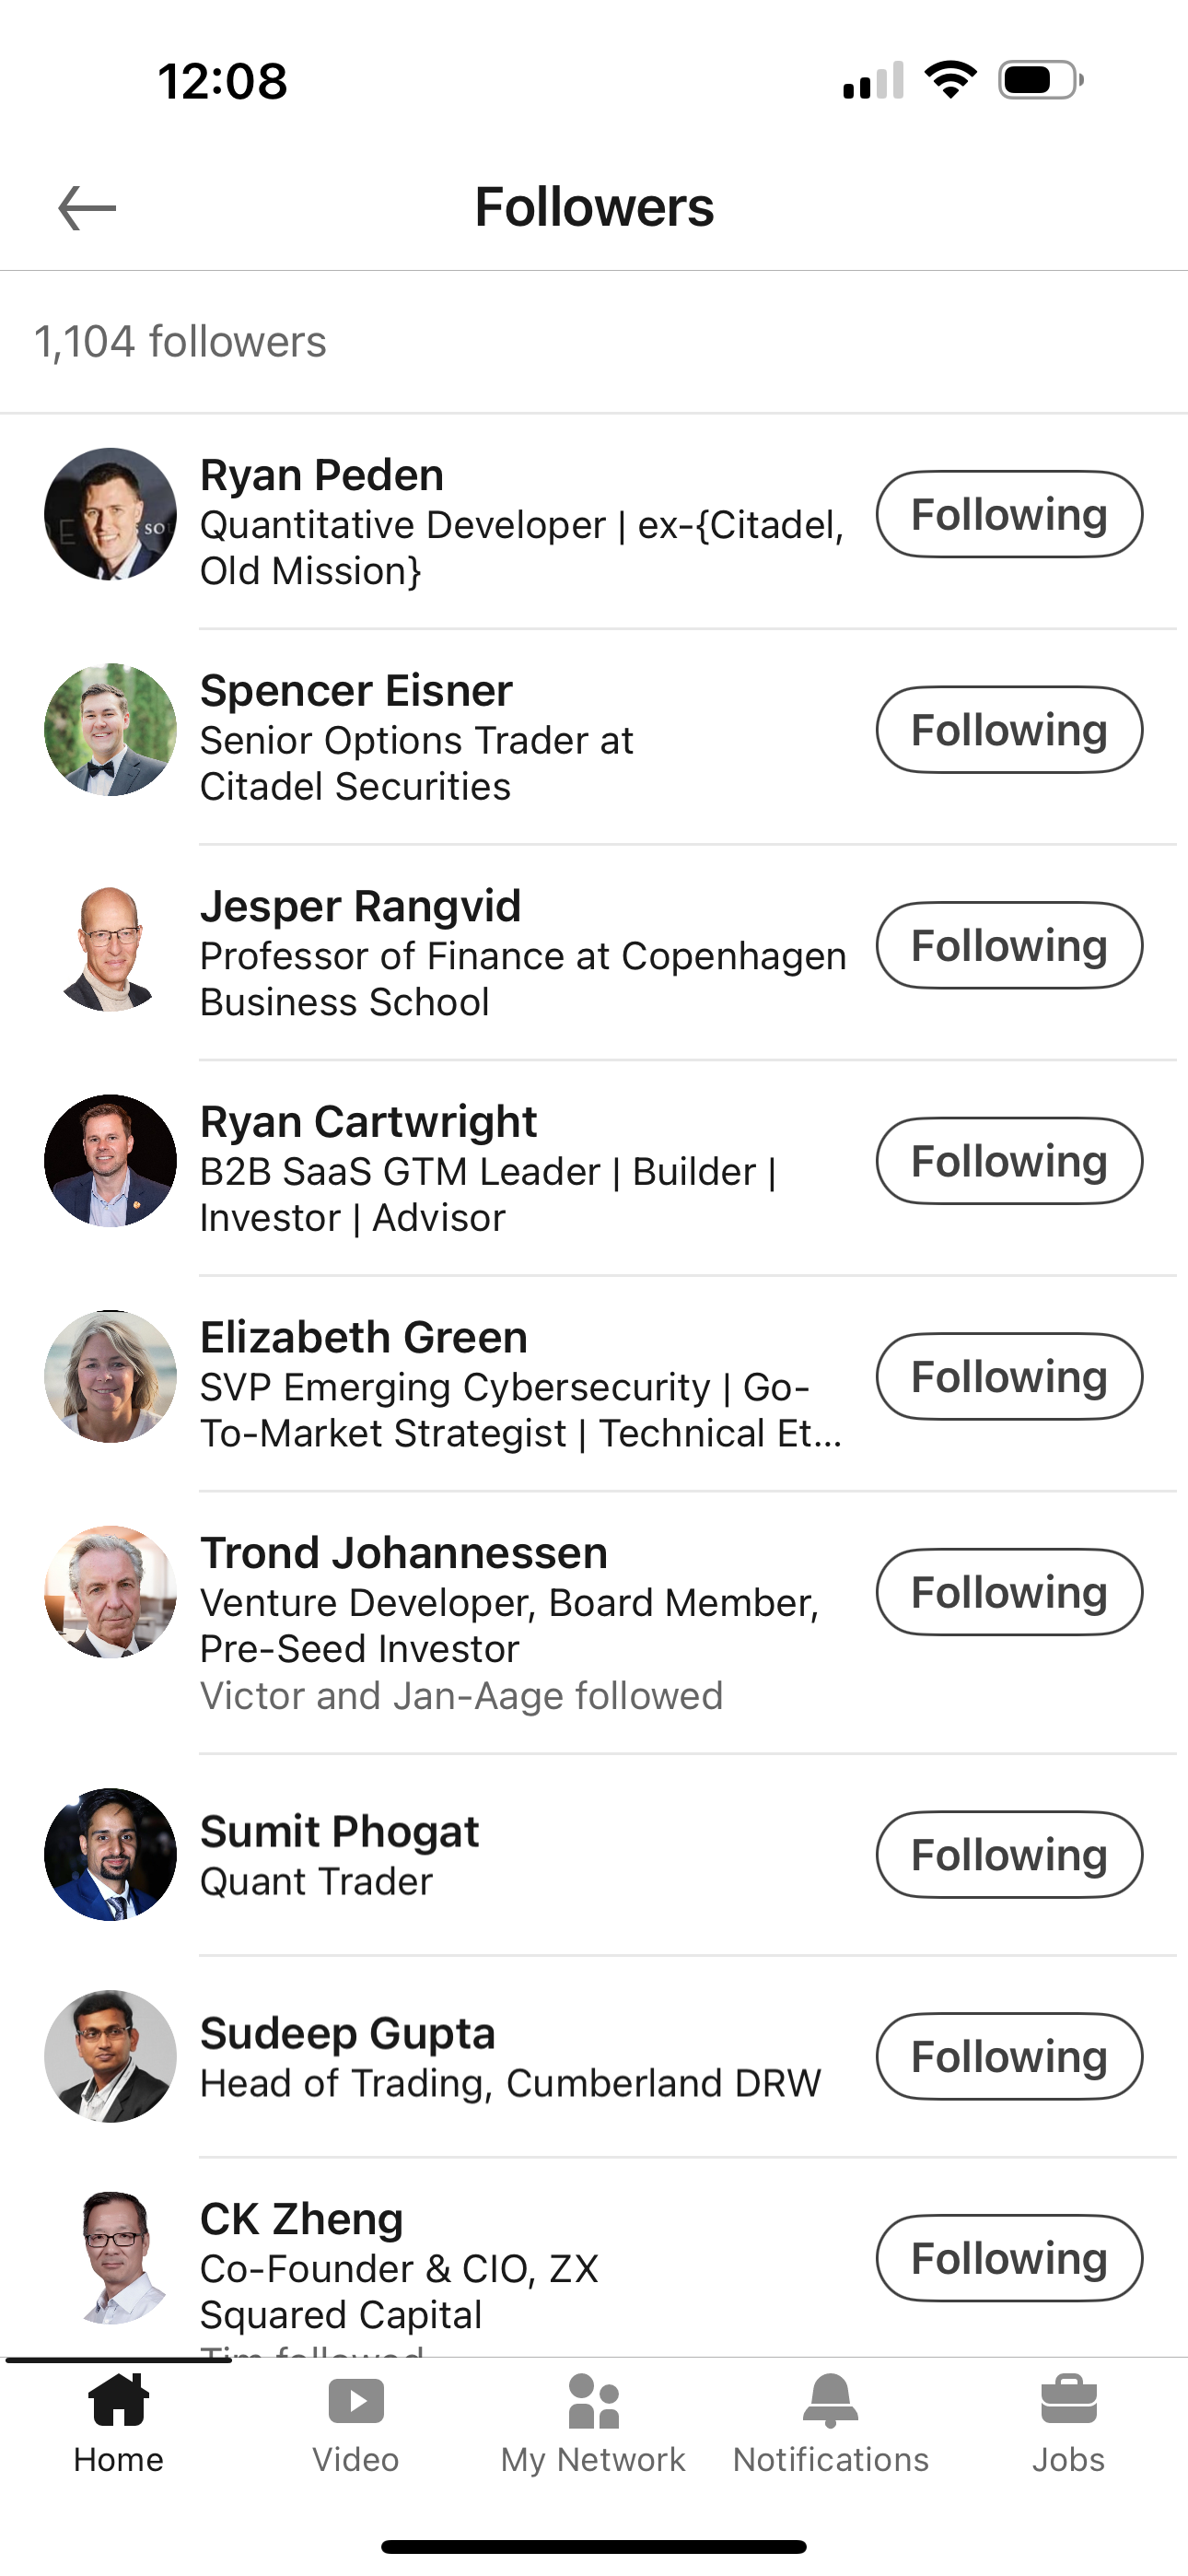 12:08
Followers
1,104 followers
Ryan Peden
Quantitative Developer | ex-{Citadel,
Old Mission}
Following
Spencer Eisner
Senior Options Trader at
Citadel Securities
Following
Jesper Rangvid
Professor of Finance at Copenhagen
Business School
Following
Ryan Cartwright
B2B SaaS GTM Leader | Builder |
Investor | Advisor
Following
Elizabeth Green
SVP Emerging Cybersecurity | Go-
To-Market Strategist | Technical Et...
Following
Trond Johannessen
Venture Developer, Board Member,
Pre-Seed Investor
Victor and Jan-Aage followed
Following
Sumit Phogat
Quant Trader
Following
Sudeep Gupta
Head of Trading, Cumberland DRW
Following
CK Zheng
Co-Founder & CIO, ZX
Squared Capital
Tim followed
Following
Home
Video
My Network
Notifications
Jobs